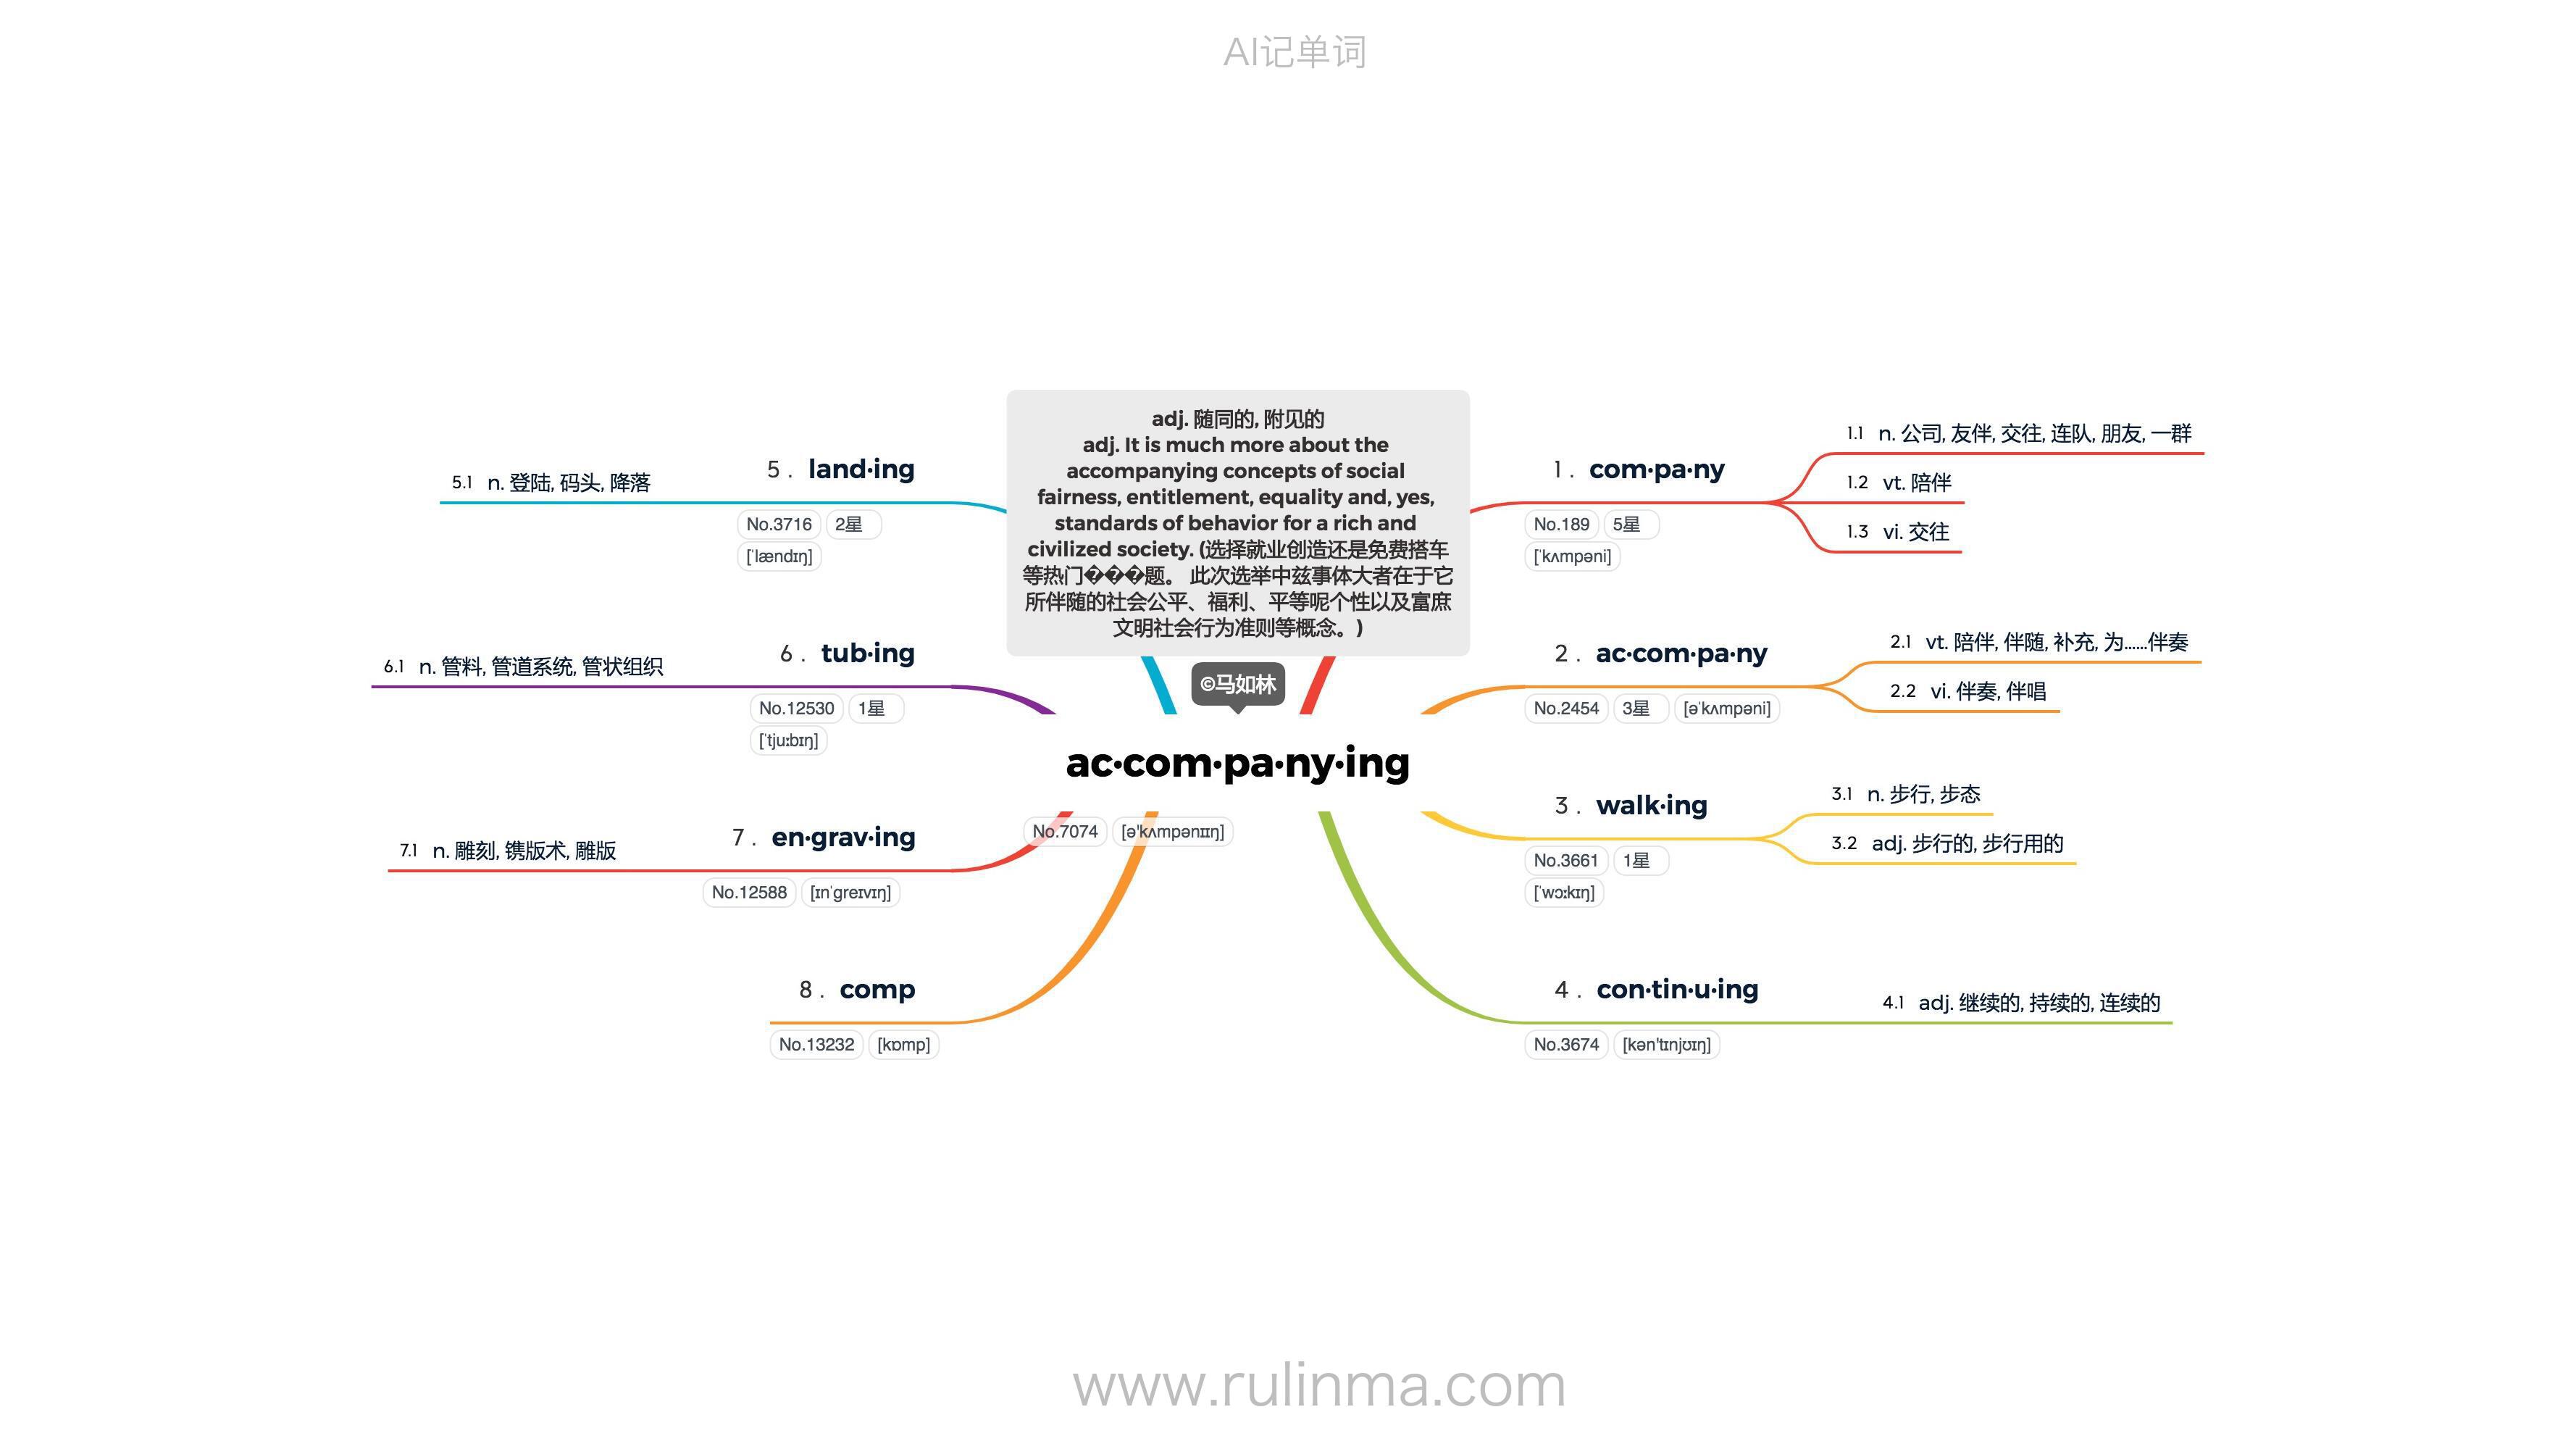 AI记单词
adj. 随同的, 附见的
adj. It is much more about the
accompanying concepts of social
fairness, entitlement, equality and, yes,
standards of behavior for a rich and
civilized society. (选择就业创造还是免费搭车
等热门���题。 此次选举中兹事体大者在于它
所伴随的社会公平、福利、平等呢个性以及富庶
文明社会行为准则等概念。)
©马如林
ac·com·pa·ny·ing
No.7074 [ə'kʌmpənɪɪŋ]
1 . com·pa·ny
No.189 5星
[ˈkʌmpəni]
1.1 n. 公司, 友伴, 交往, 连队, 朋友, 一群
1.2 vt. 陪伴
1.3 vi. 交往
2 . ac·com·pa·ny
No.2454 3星 [əˈkʌmpəni]
2.1 vt. 陪伴, 伴随, 补充, 为......伴奏
2.2 vi. 伴奏, 伴唱
3 . walk·ing
No.3661 1星
[ˈwɔːkɪŋ]
3.1 n. 步行, 步态
3.2 adj. 步行的, 步行用的
4 . con·tin·u·ing
No.3674 [kən'tɪnjʊɪŋ]
4.1 adj. 继续的, 持续的, 连续的
5 . land·ing
No.3716 2星
[ˈlændɪŋ]
5.1 n. 登陆, 码头, 降落
6 . tub·ing
No.12530 1星
[ˈtjuːbɪŋ]
6.1 n. 管料, 管道系统, 管状组织
7 . en·grav·ing
No.12588 [ɪnˈɡreɪvɪŋ]
7.1 n. 雕刻, 镌版术, 雕版
8 . comp
No.13232 [kɒmp]
www.rulinma.com